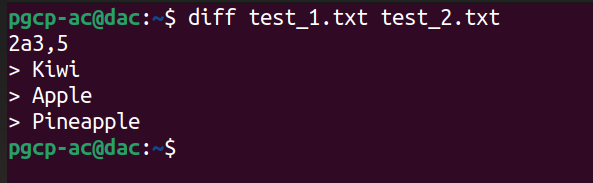 pgcp-ac@dac:~$ diff test_1.txt test_2.txt
2a3,5
> Kiwi
> Apple
> Pineapple
pgcp-ac@dac:~$